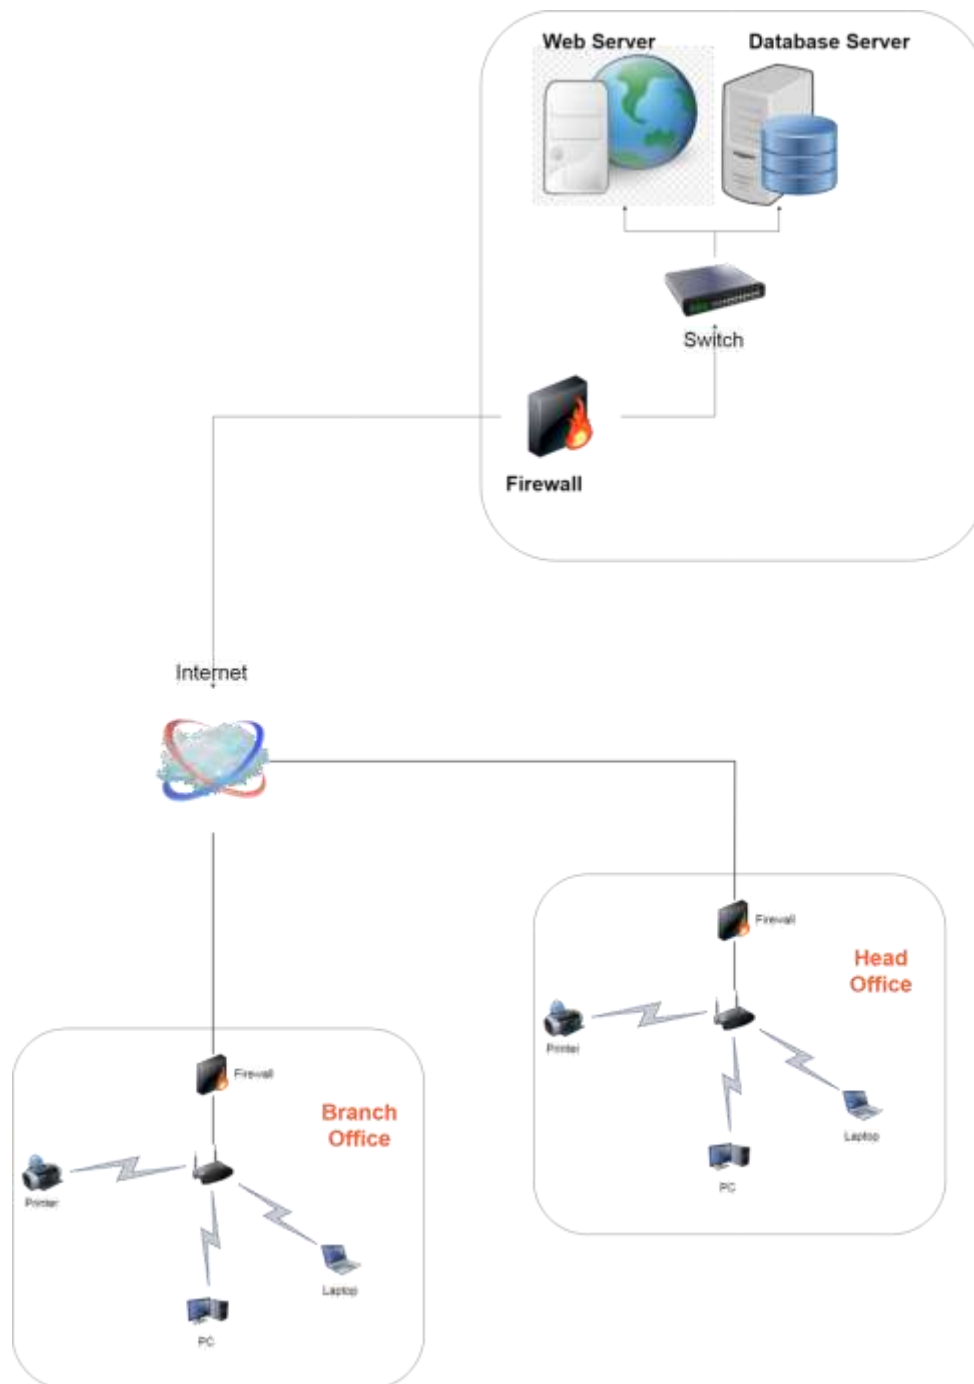 Web Server
Database Server
Switch
Firewall
Internet
Firewall
Head
Office
Printer
Laptop
PC
Firewall
Branch
Office
Printer
Laptop
PC